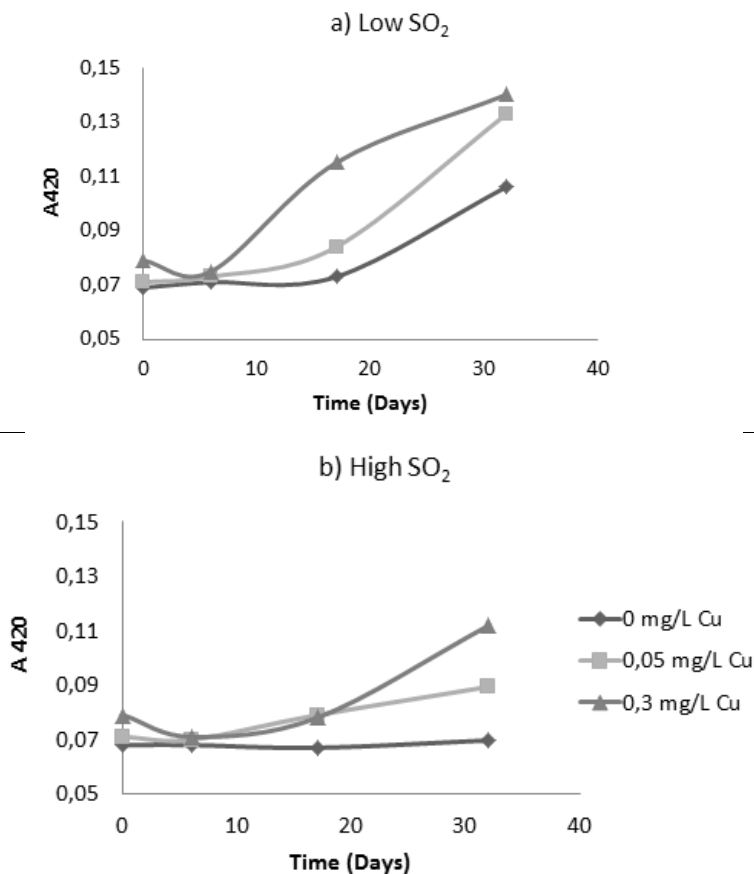 a) Low SO₂
0,15
0,13
0,11
0,09
0,07
0,05
A420
0 10 20 30 40
Time (Days)
b) High SO₂
0,15
0,13
0,11
0,09
0,07
0,05
A 420
0 10 20 30 40
Time (Days)
0 mg/L Cu
0,05 mg/L Cu
0,3 mg/L Cu